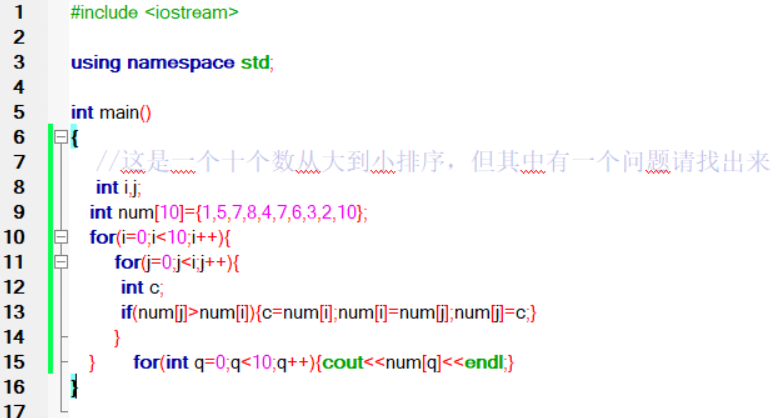 1 #include <iostream>
2
3 using namespace std;
4
5 int main()
6 {
7 //这是一个十个数从大到小排序，但其中有一个问题请找出来
8 int i,j;
9 int num[10]={1,5,7,8,4,7,6,3,2,10};
10 for(i=0;i<10;i++){
11 for(j=0;j<i;j++){
12 int c;
13 if(num[j]>num[i]){c=num[i];num[i]=num[j];num[j]=c;}
14 }
15 } for(int q=0;q<10;q++){cout<<num[q]<<endl;}
16 }
17